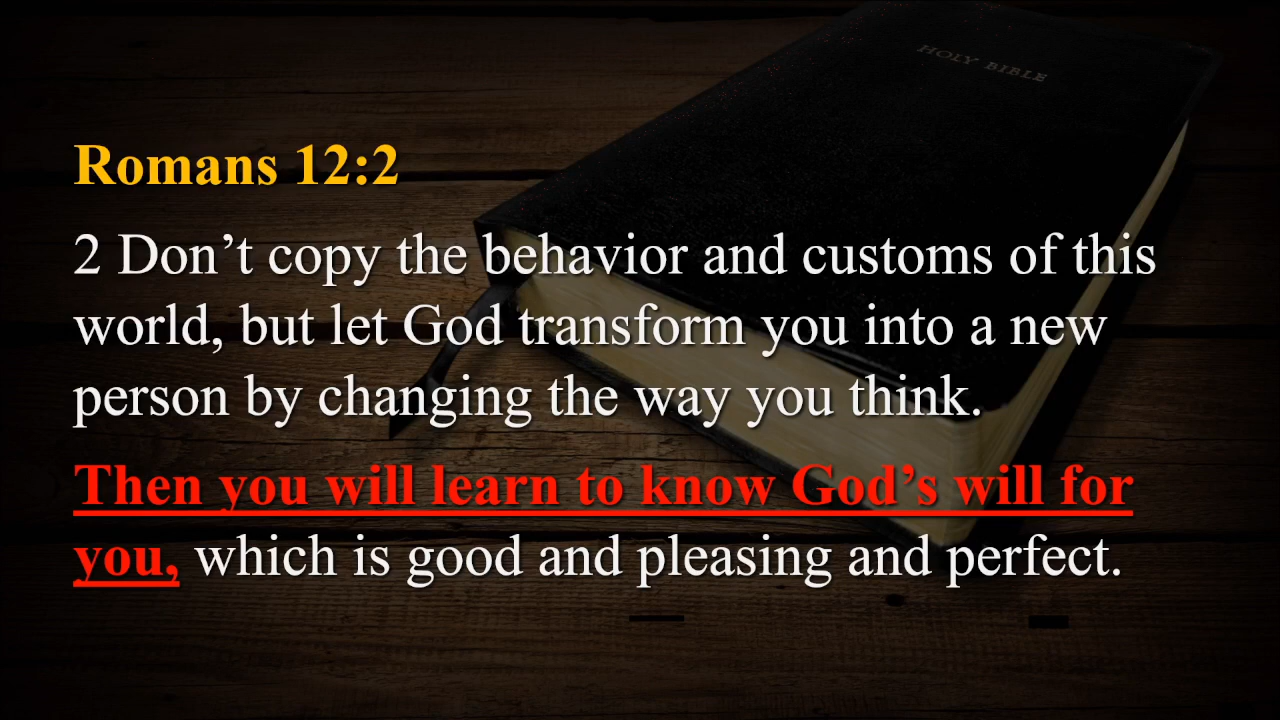 HOLY BIBLE
Romans 12:2
2 Don’t copy the behavior and customs of this
world, but let God transform you into a new
person by changing the way you think.
Then you will learn to know God’s will for
you, which is good and pleasing and perfect.